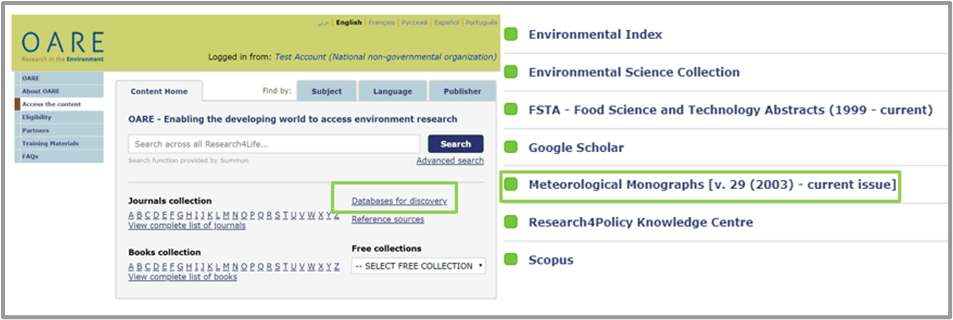 عربي | English | Français | Русский | Español | Português
OARE
Research in the Environment
Logged in from: Test Account (National non-governmental organization)
OARE
About OARE
Access the content
Eligibility
Partners
Training Materials
FAQs
Content Home
Find by:
Subject
Language
Publisher
OARE - Enabling the developing world to access environment research
Search across all Research4Life...
Search
Search function provided by Summon
Advanced search
Journals collection
A B C D E F G H I J K L M N O P Q R S T U V W X Y Z
View complete list of journals
Databases for discovery
Reference sources
Books collection
A B C D E F G H I J K L M N O P Q R S T U V W X Y Z
View complete list of books
Free collections
-- SELECT FREE COLLECTION
Environmental Index
Environmental Science Collection
FSTA - Food Science and Technology Abstracts (1999 - current)
Google Scholar
Meteorological Monographs [v. 29 (2003) - current issue]
Research4Policy Knowledge Centre
Scopus